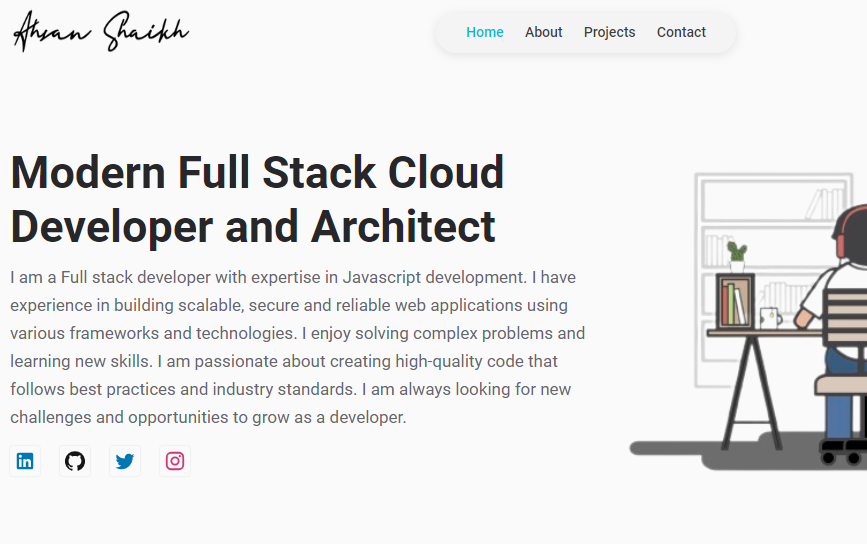 Ahsan Shaikh
Home About Projects Contact
Modern Full Stack Cloud
Developer and Architect
I am a Full stack developer with expertise in Javascript development. I have
experience in building scalable, secure and reliable web applications using
various frameworks and technologies. I enjoy solving complex problems and
learning new skills. I am passionate about creating high-quality code that
follows best practices and industry standards. I am always looking for new
challenges and opportunities to grow as a developer.
in